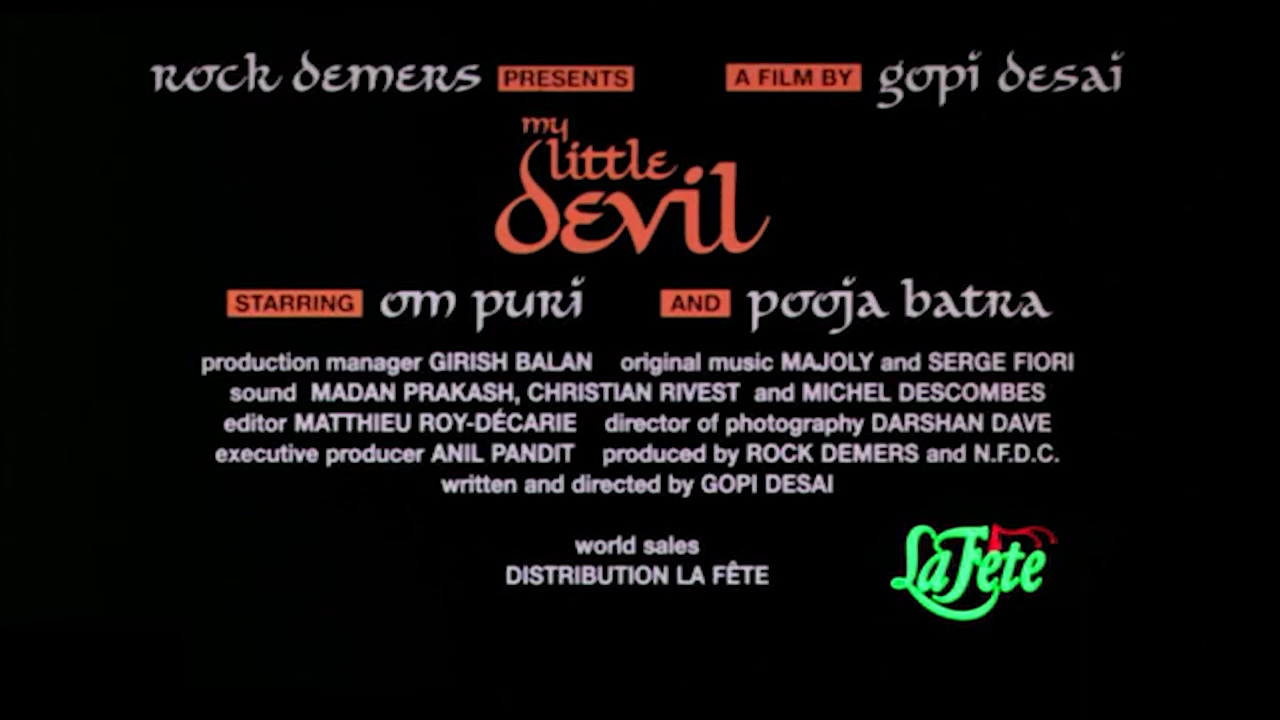 rock demers PRESENTS A FILM BY gopi desai
my
little
devil
STARRING om puri AND pooja batra
production manager GIRISH BALAN original music MAJOLY and SERGE FIORI
sound MADAN PRAKASH, CHRISTIAN RIVEST and MICHEL DESCOMBES
editor MATTHIEU ROY-DÉCARIE director of photography DARSHAN DAVE
executive producer ANIL PANDIT produced by ROCK DEMERS and N.F.D.C.
written and directed by GOPI DESAI
world sales
DISTRIBUTION LA FÊTE
La Fete